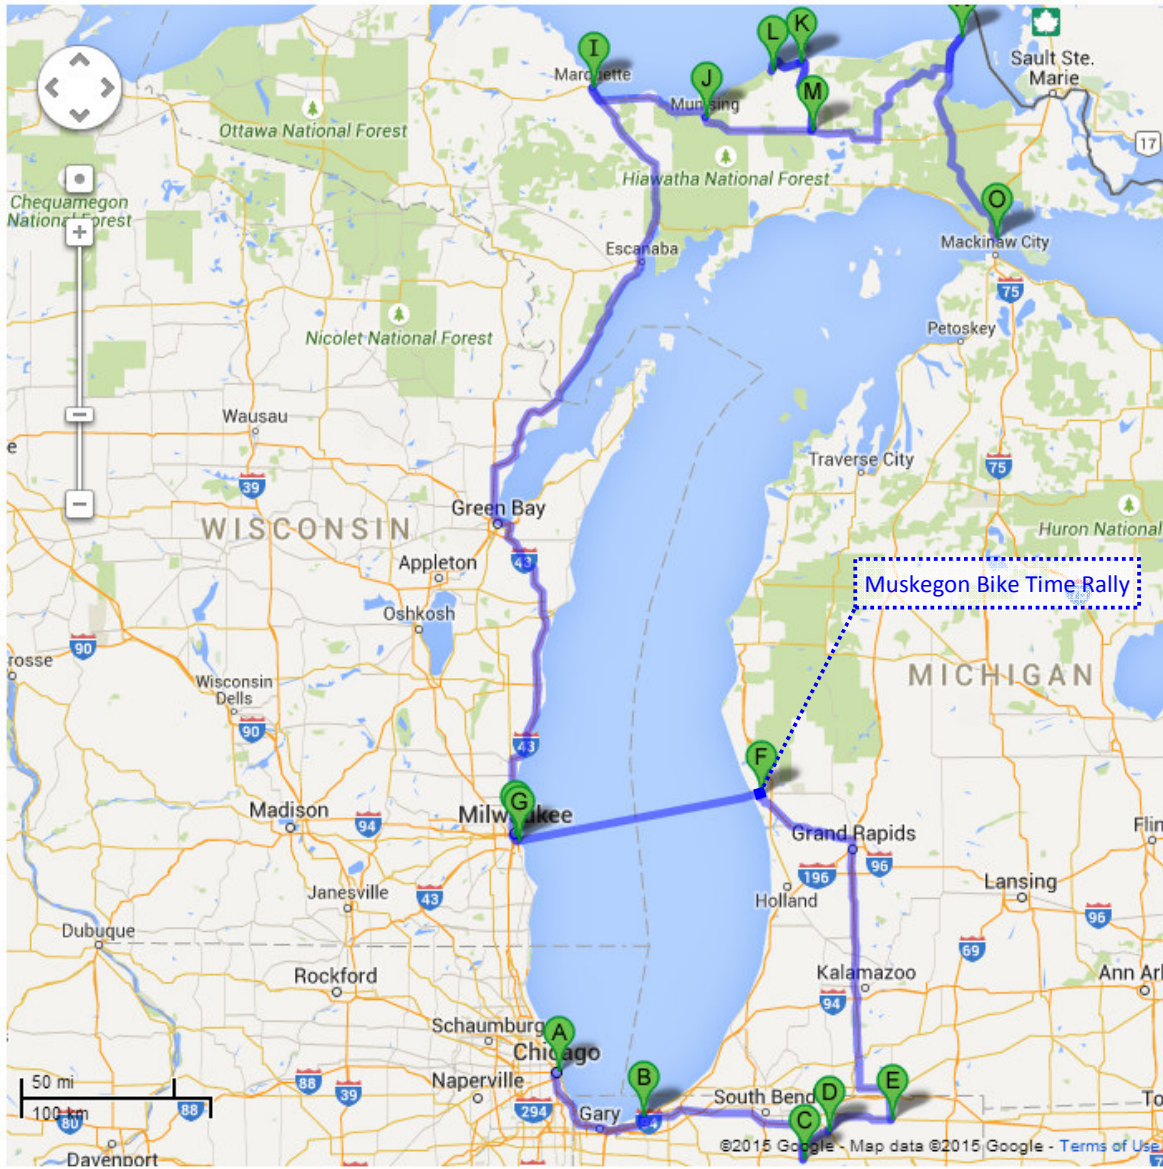 I
L
K
Marquette
J
Munising
M
Sault Ste.
Marie
17
Ottawa National Forest
Hiawatha National Forest
Chequamegon
National Forest
O
Escanaba
Mackinaw City
75
Nicolet National Forest
Petoskey
Wausau
39
Traverse City
75
Green Bay
WISCONSIN
Huron National
43
Appleton
Muskegon Bike Time Rally
Oshkosh
90
Wisconsin
Dells
MICHIGAN
90
43
F
G
Milwaukee
Madison
94
Grand Rapids
Flin
96
196
Janesville
43
Holland
Lansing
96
Dubuque
69
Rockford
Kalamazoo
Ann Ar
94
Schaumburg
A
Chicago
50 mi
88
39
Naperville
B
South Bend
D
E
100 km
88
294
Gary
C
To
80
Davenport
©2015 Google - Map data ©2015 Google - Terms of Use